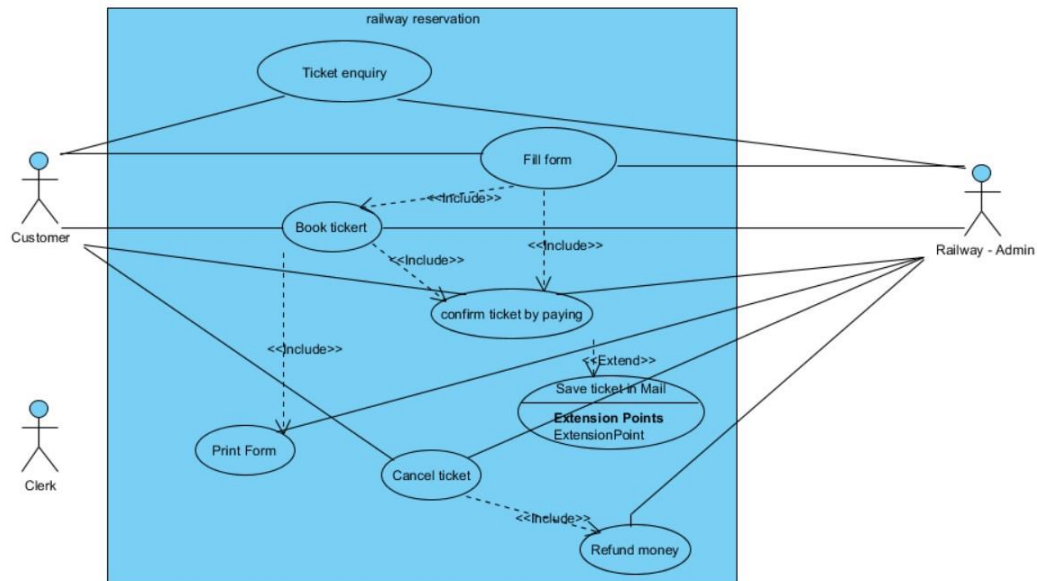 railway reservation
Ticket enquiry
Fill form
<<Include>>
Book tickert
Customer
Railway - Admin
<<Include>>
<<Include>>
confirm ticket by paying
<<Include>>
<<Extend>>
Save ticket in Mail
Extension Points
ExtensionPoint
Print Form
Cancel ticket
Clerk
<<Include>>
Refund money